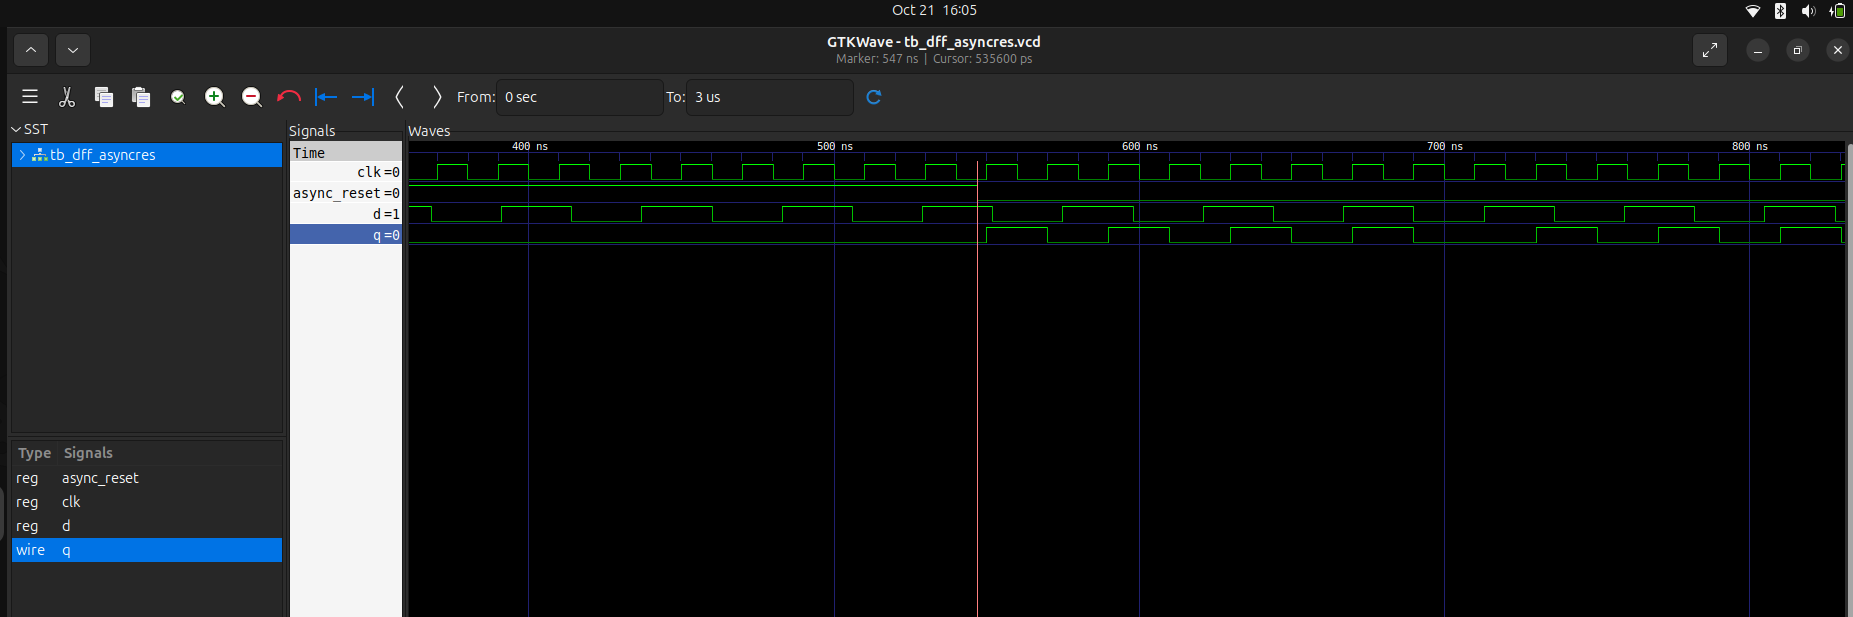 Oct 21 16:05
GTKWave - tb_dff_asyncres.vcd
Marker: 547 ns | Cursor: 535600 ps
From: 0 sec To: 3 us
SST
tb_dff_asyncres
Type Signals
reg async_reset
reg clk
reg d
wire q
Signals
Time
clk =0
async_reset =0
d =1
q =0
Waves
400 ns 500 ns 600 ns 700 ns 800 ns